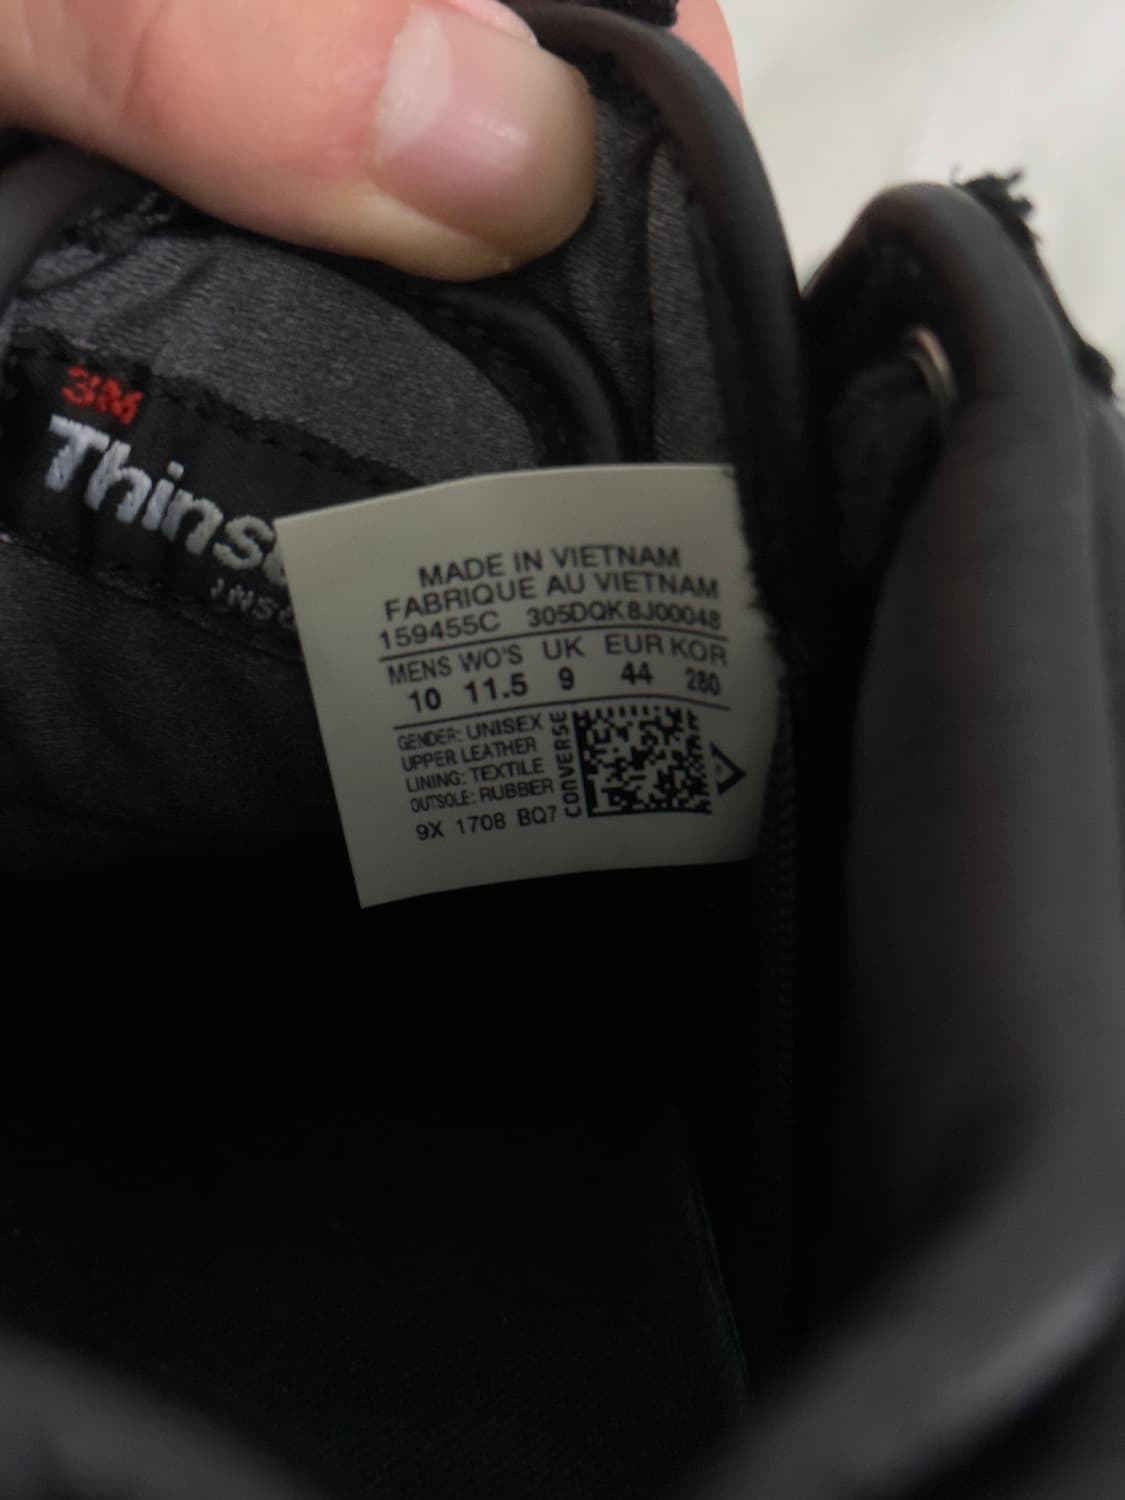 3M
Thins
INS
MADE IN VIETNAM
FABRIQUE AU VIETNAM
159455C 305DQK8J00048
MENS WO'S UK EUR KOR
10 11.5 9 44 280
GENDER: UNISEX
UPPER LEATHER
LINING: TEXTILE
OUTSOLE: RUBBER
9X 1708 BQ7
CONVERSE